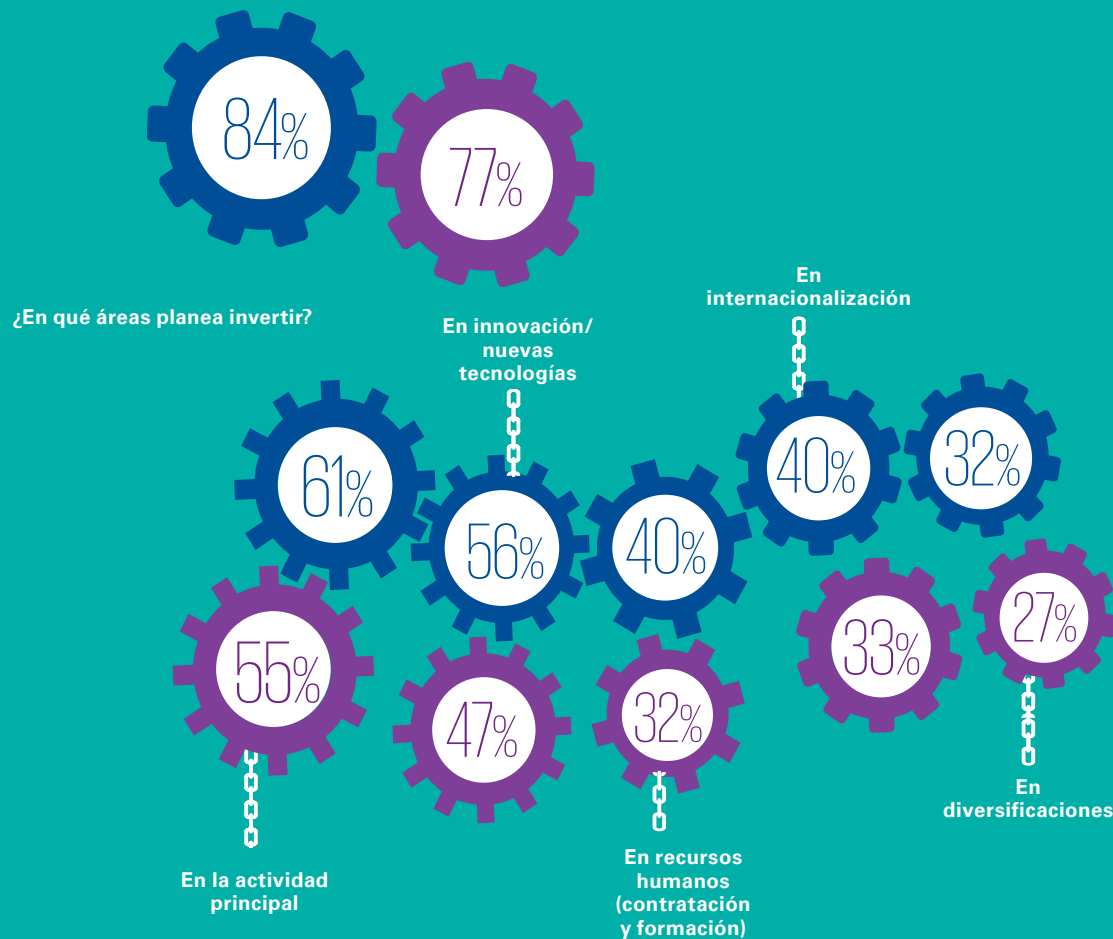 84%
77%
¿En qué áreas planea invertir?
En innovación/
nuevas
tecnologías
En
internacionalización
61%
56%
40%
40%
32%
55%
47%
32%
33%
27%
En la actividad
principal
En recursos
humanos
(contratación
y formación)
En
diversificaciones